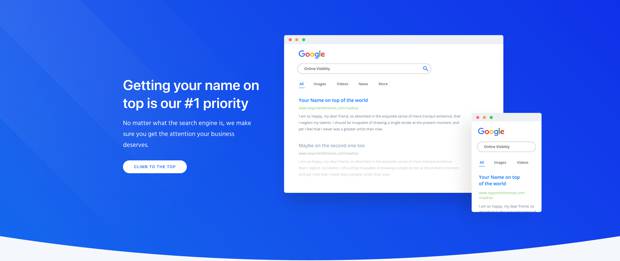 Getting your name on
top is our #1 priority
No matter what the search engine is, we make
sure you get the attention your business
deserves.
CLIMB TO THE TOP
Google
Online Visibility
All Images Videos News More
Your Name on top of the world
I am so happy, my dear friend, so absorbed in the exquisite sense of mere tranquil existence, that
I neglect my talents. I should be incapable of drawing a single stroke at the present moment; and
yet I feel that I never was a greater artist than now.
Maybe on the second one too
Google
Online Visibility
All Images Videos
Your Name on top
of the world
I am so happy, my dear friend, so